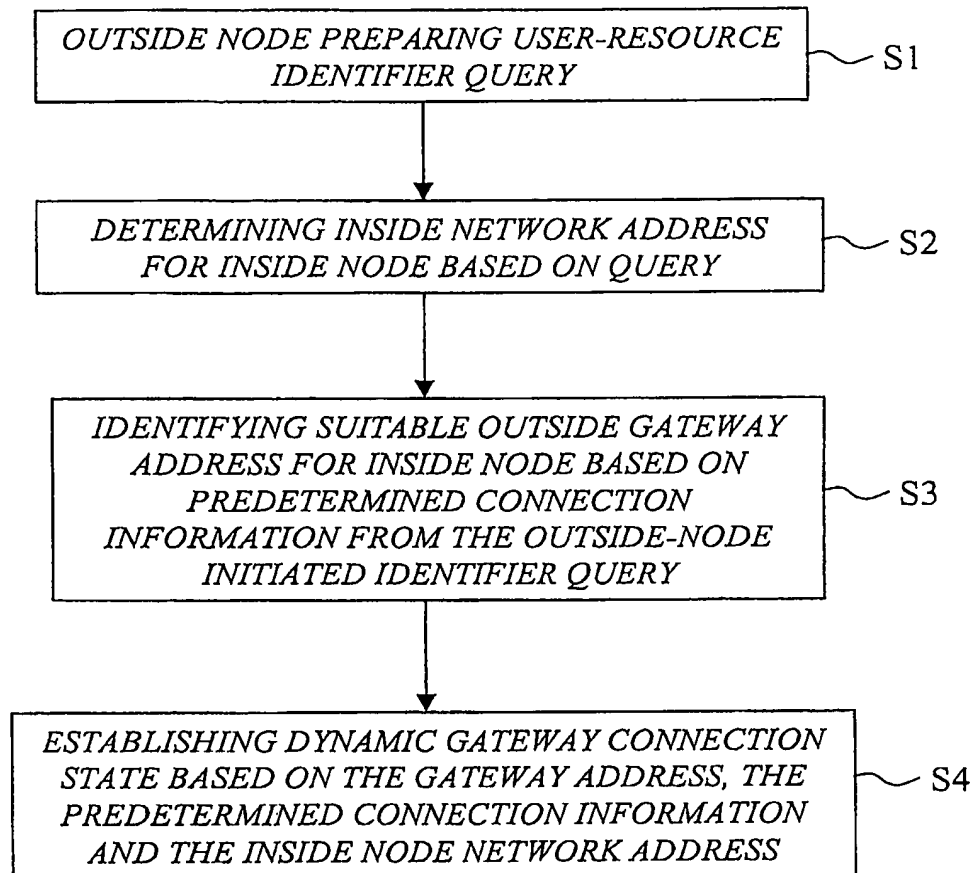 OUTSIDE NODE PREPARING USER-RESOURCE
IDENTIFIER QUERY
S1
DETERMINING INSIDE NETWORK ADDRESS
FOR INSIDE NODE BASED ON QUERY
S2
IDENTIFYING SUITABLE OUTSIDE GATEWAY
ADDRESS FOR INSIDE NODE BASED ON
PREDETERMINED CONNECTION
INFORMATION FROM THE OUTSIDE-NODE
INITIATED IDENTIFIER QUERY
S3
ESTABLISHING DYNAMIC GATEWAY CONNECTION
STATE BASED ON THE GATEWAY ADDRESS, THE
PREDETERMINED CONNECTION INFORMATION
AND THE INSIDE NODE NETWORK ADDRESS
S4